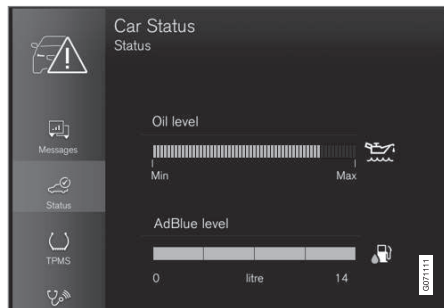 Car Status
Status
Messages
Status
TPMS
Oil level
Min Max
AdBlue level
0 litre 14
G071111